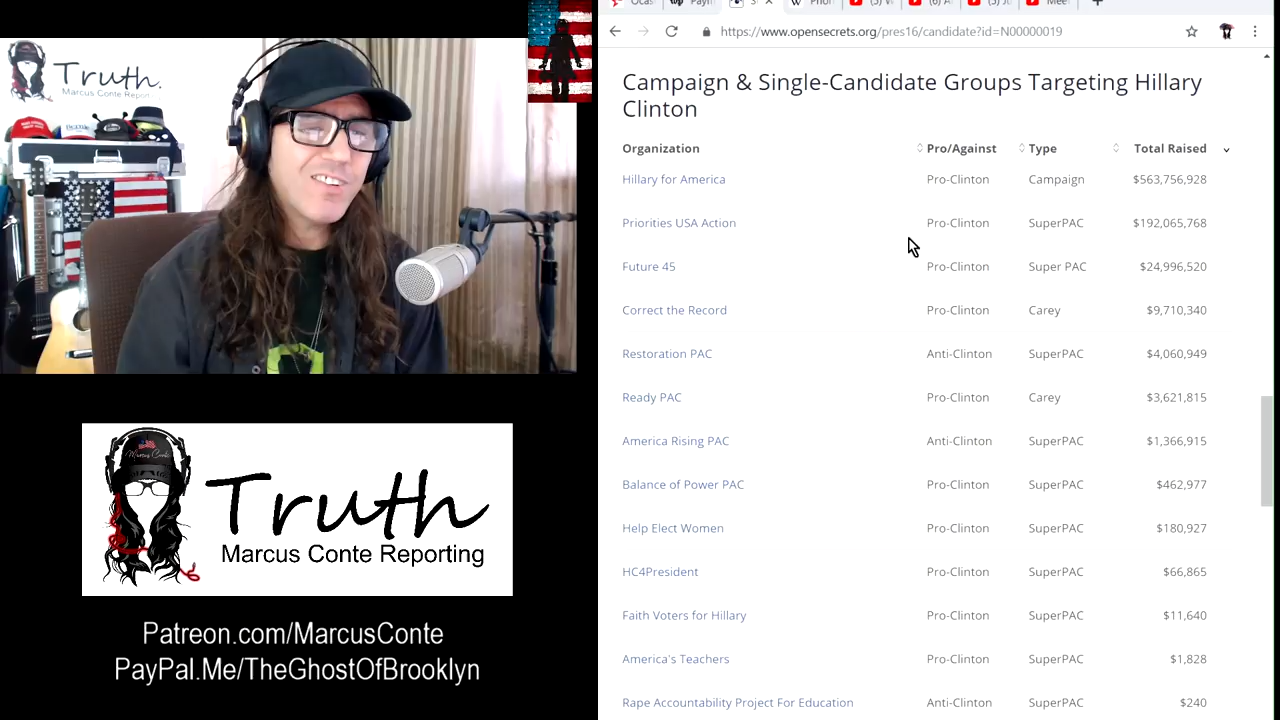 Truth
Marcus Conte Reporting
Truth
Marcus Conte Reporting
Patreon.com/MarcusConte
PayPal.Me/TheGhostOfBrooklyn
https://www.opensecrets.org/pres16/candidate?id=N00000019
Campaign & Single-Candidate Groups Targeting Hillary
Clinton
Organization Pro/Against Type Total Raised
Hillary for America Pro-Clinton Campaign $563,756,928
Priorities USA Action Pro-Clinton SuperPAC $192,065,768
Future 45 Pro-Clinton Super PAC $24,996,520
Correct the Record Pro-Clinton Carey $9,710,340
Restoration PAC Anti-Clinton SuperPAC $4,060,949
Ready PAC Pro-Clinton Carey $3,621,815
America Rising PAC Anti-Clinton SuperPAC $1,366,915
Balance of Power PAC Pro-Clinton SuperPAC $462,977
Help Elect Women Pro-Clinton SuperPAC $180,927
HC4President Pro-Clinton SuperPAC $66,865
Faith Voters for Hillary Pro-Clinton SuperPAC $11,640
America's Teachers Pro-Clinton SuperPAC $1,828
Rape Accountability Project For Education Anti-Clinton SuperPAC $240